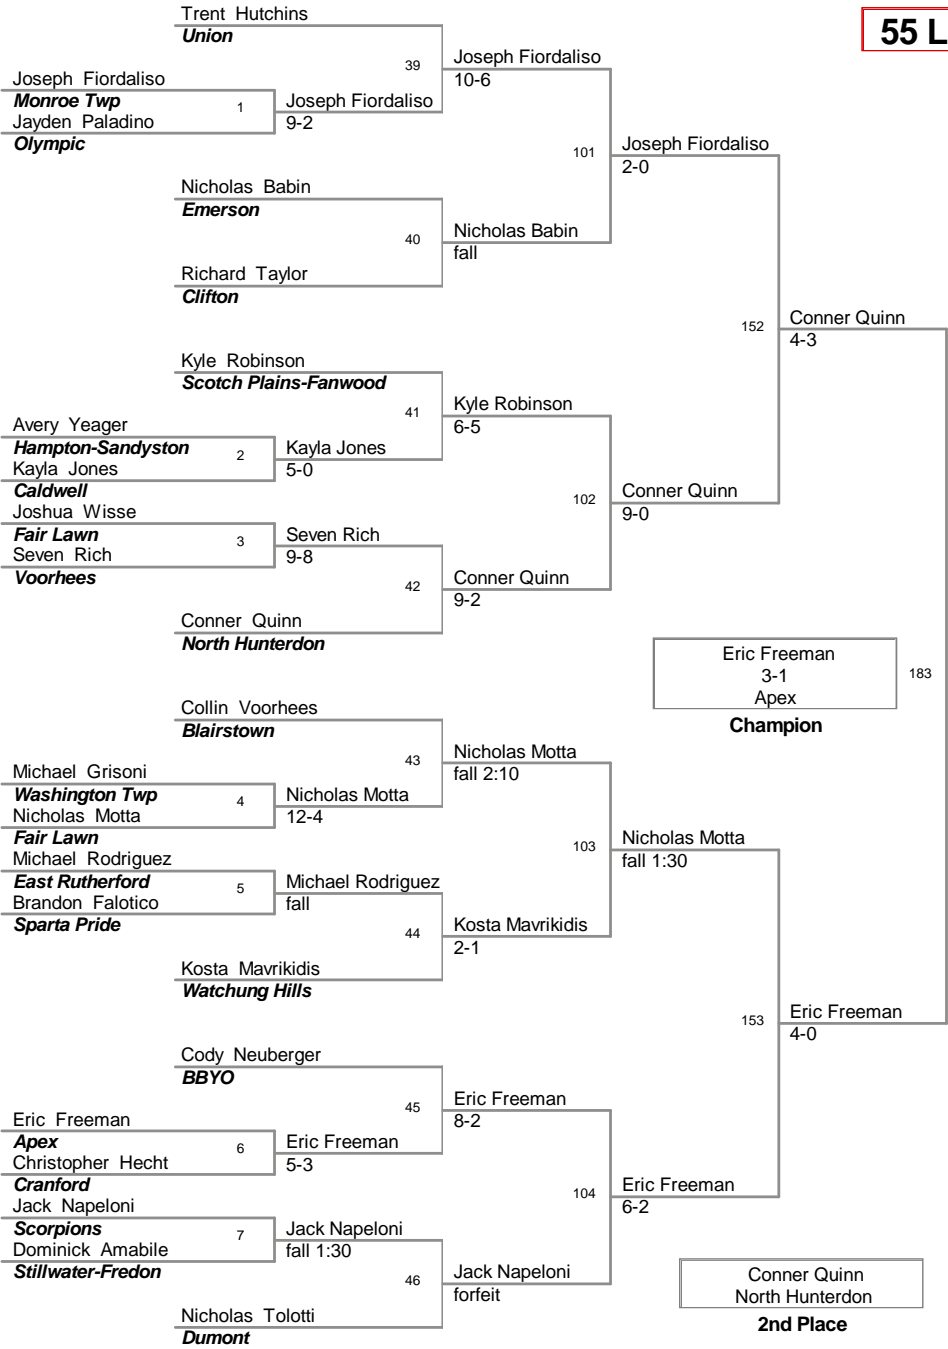 Trent Hutchins
Union
55 L
39
Joseph Fiordaliso
10-6
Joseph Fiordaliso
Monroe Twp
1
Joseph Fiordaliso
9-2
Jayden Paladino
Olympic
101
Joseph Fiordaliso
2-0
Nicholas Babin
Emerson
40
Nicholas Babin
fall
Richard Taylor
Clifton
152
Conner Quinn
4-3
Kyle Robinson
Scotch Plains-Fanwood
41
Kyle Robinson
6-5
Avery Yeager
Hampton-Sandyston
2
Kayla Jones
5-0
Kayla Jones
Caldwell
102
Conner Quinn
9-0
Joshua Wisse
Fair Lawn
3
Seven Rich
9-8
Seven Rich
Voorhees
42
Conner Quinn
9-2
Conner Quinn
North Hunterdon
Eric Freeman
3-1
Apex
183
Champion
Collin Voorhees
Blairstown
43
Nicholas Motta
fall 2:10
Michael Grisoni
Washington Twp
4
Nicholas Motta
12-4
Nicholas Motta
Fair Lawn
103
Nicholas Motta
fall 1:30
Michael Rodriguez
East Rutherford
5
Michael Rodriguez
fall
Brandon Falotico
Sparta Pride
44
Kosta Mavrikidis
2-1
Kosta Mavrikidis
Watchung Hills
153
Eric Freeman
4-0
Cody Neuberger
BBYO
45
Eric Freeman
8-2
Eric Freeman
Apex
6
Eric Freeman
5-3
Christopher Hecht
Cranford
104
Eric Freeman
6-2
Jack Napeloni
Scorpions
7
Jack Napeloni
fall 1:30
Dominick Amabile
Stillwater-Fredon
46
Jack Napeloni
forfeit
Nicholas Tolotti
Dumont
Conner Quinn
North Hunterdon
2nd Place